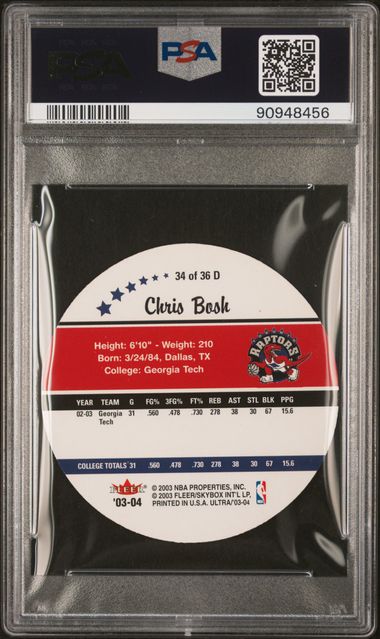 PSA
PSA
90948456
34 of 36 D
Chris Bosh
Height: 6'10" - Weight: 210
Born: 3/24/84, Dallas, TX
College: Georgia Tech
RAPTORS
YEAR TEAM G FG% 3FG% FT% REB AST STL BLK PPG
02-03 Georgia Tech 31 .560 .478 .730 278 38 30 67 15.6
COLLEGE TOTALS 31 .560 .478 .730 278 38 30 67 15.6
FLEER
'03-04
© 2003 NBA PROPERTIES, INC.
© 2003 FLEER/SKYBOX INT'L LP.
PRINTED IN U.S.A. ULTRA/'03-04